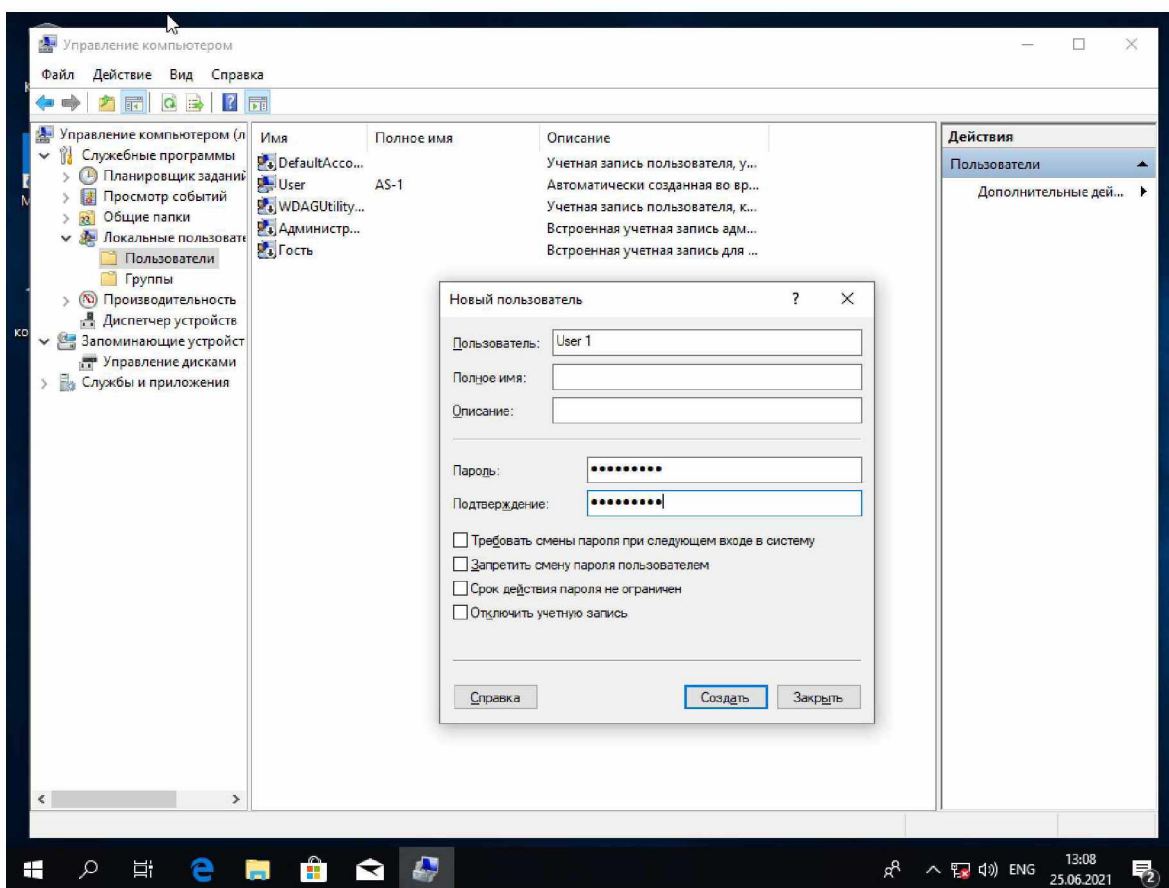 Управление компьютером
Файл Действие Вид Справка
Управление компьютером (л
Служебные программы
Планировщик заданий
Просмотр событий
Общие папки
Локальные пользовате
Пользователи
Группы
Производительность
Диспетчер устройств
Запоминающие устройст
Управление дисками
Службы и приложения
Имя Полное имя Описание
DefaultAcco... Учетная запись пользователя, у...
User AS-1 Автоматически созданная во вр...
WDAGUtility... Учетная запись пользователя, к...
Администр... Встроенная учетная запись адм...
Гость Встроенная учетная запись для ...
Действия
Пользователи
Дополнительные дей...
Новый пользователь ? 
Пользователь: User 1
Полное имя:
Описание:
Пароль: •••••••••
Подтверждение: •••••••••
Требовать смены пароля при следующем входе в систему
Запретить смену пароля пользователем
Срок действия пароля не ограничен
Отключить учетную запись
Справка Создать Закрыть
ENG 13:08
25.06.2021
2